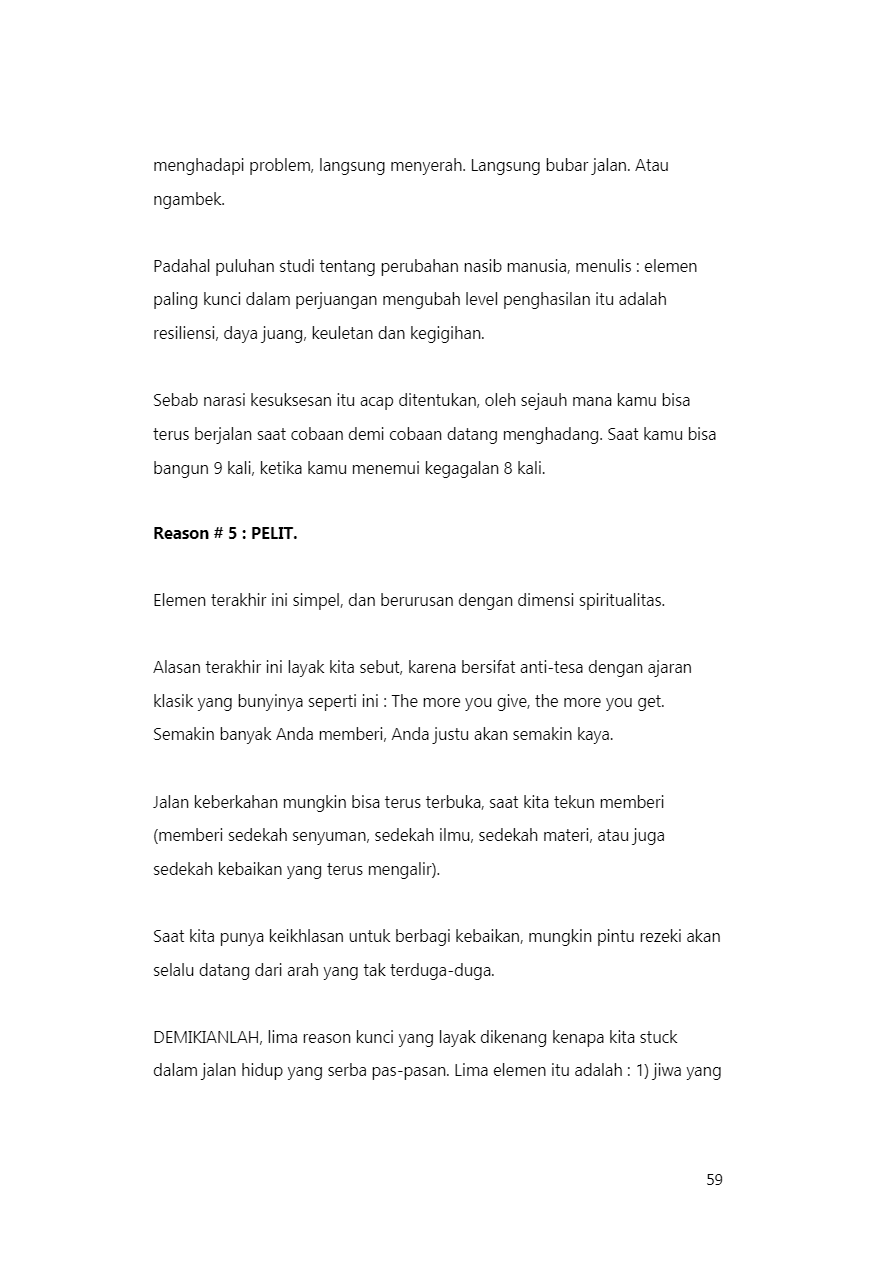 menghadapi problem, langsung menyerah. Langsung bubar jalan. Atau
ngambek.
Padahal puluhan studi tentang perubahan nasib manusia, menulis : elemen
paling kunci dalam perjuangan mengubah level penghasilan itu adalah
resiliensi, daya juang, keuletan dan kegigihan.
Sebab narasi kesuksesan itu acap ditentukan, oleh sejauh mana kamu bisa
terus berjalan saat cobaan demi cobaan datang menghadang. Saat kamu bisa
bangun 9 kali, ketika kamu menemui kegagalan 8 kali.
Reason # 5 : PELIT.
Elemen terakhir ini simpel, dan berurusan dengan dimensi spiritualitas.
Alasan terakhir ini layak kita sebut, karena bersifat anti-tesa dengan ajaran
klasik yang bunyinya seperti ini : The more you give, the more you get.
Semakin banyak Anda memberi, Anda justu akan semakin kaya.
Jalan keberkahan mungkin bisa terus terbuka, saat kita tekun memberi
(memberi sedekah senyuman, sedekah ilmu, sedekah materi, atau juga
sedekah kebaikan yang terus mengalir).
Saat kita punya keikhlasan untuk berbagi kebaikan, mungkin pintu rezeki akan
selalu datang dari arah yang tak terduga-duga.
DEMIKIANLAH, lima reason kunci yang layak dikenang kenapa kita stuck
dalam jalan hidup yang serba pas-pasan. Lima elemen itu adalah : 1) jiwa yang
59